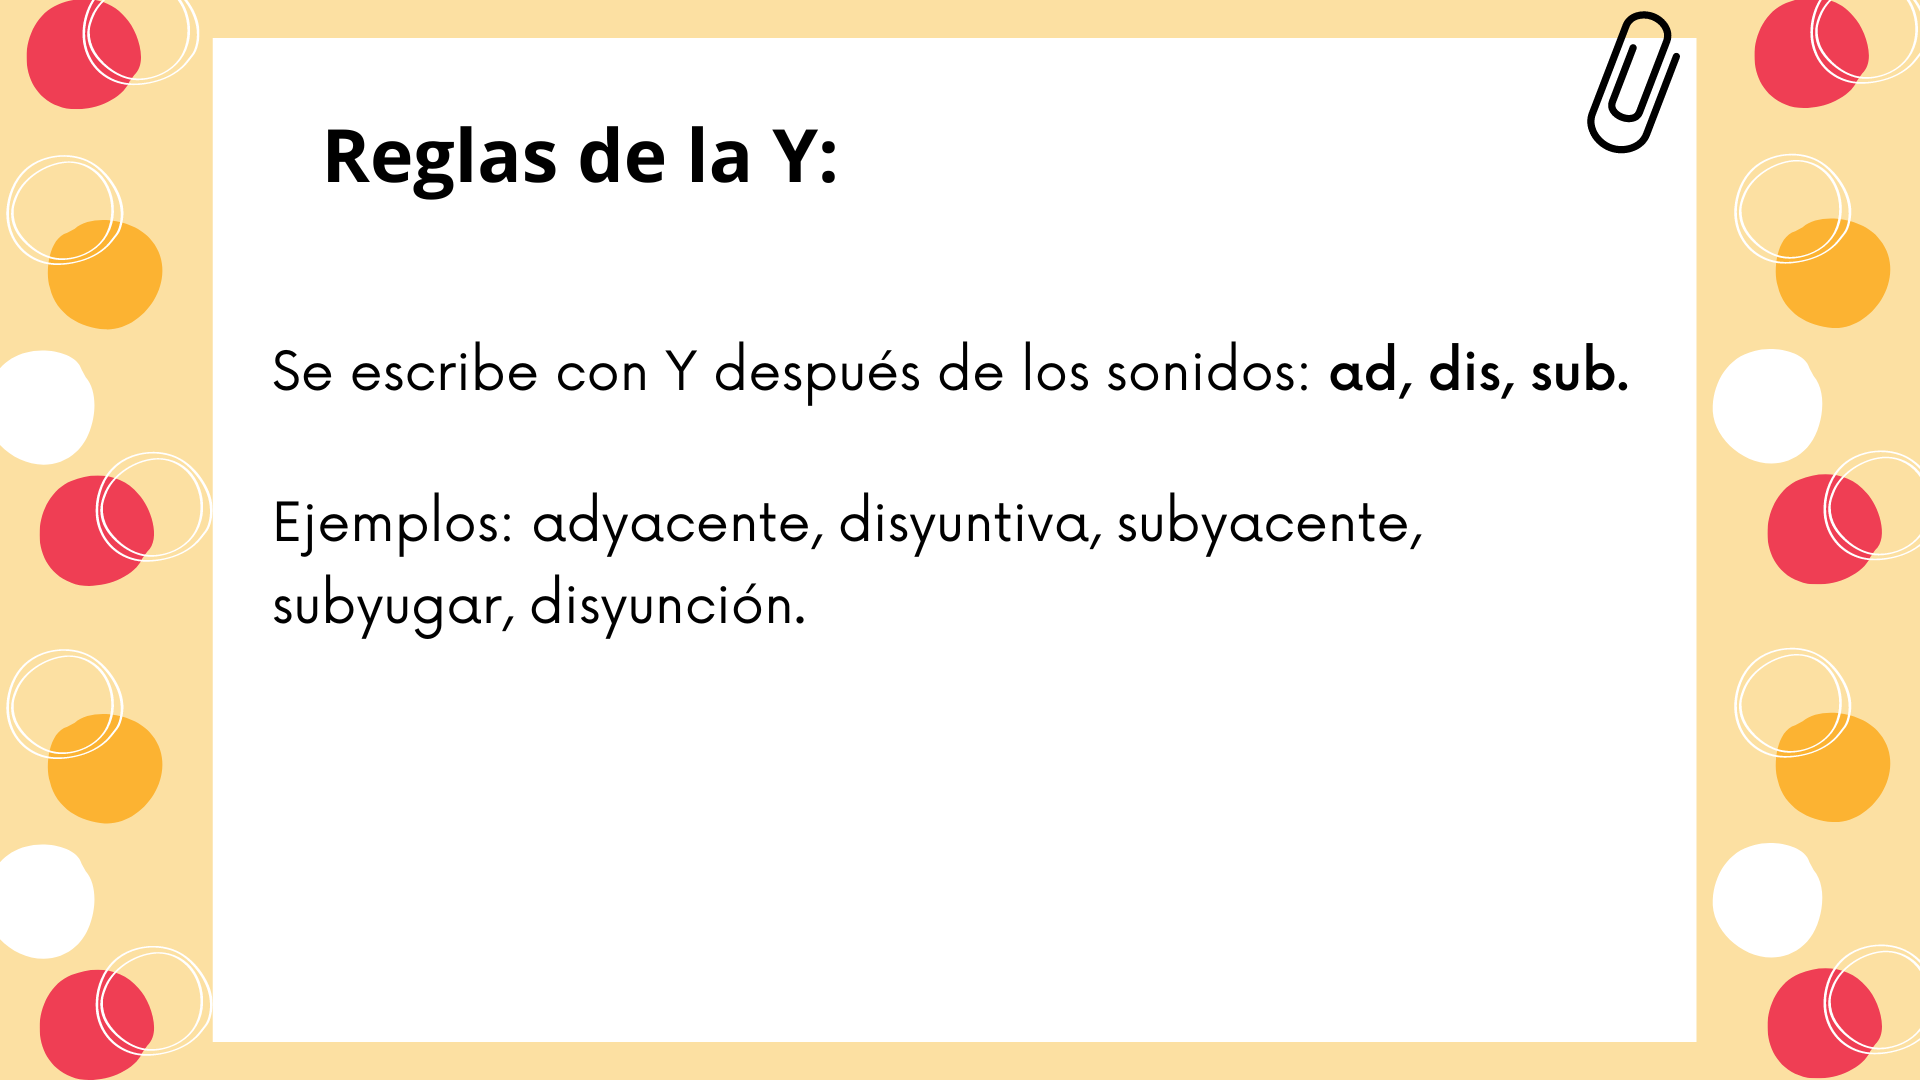 Reglas de la Y:
Se escribe con Y después de los sonidos: ad, dis, sub.
Ejemplos: adyacente, disyuntiva, subyacente,
subyugar, disyunción.